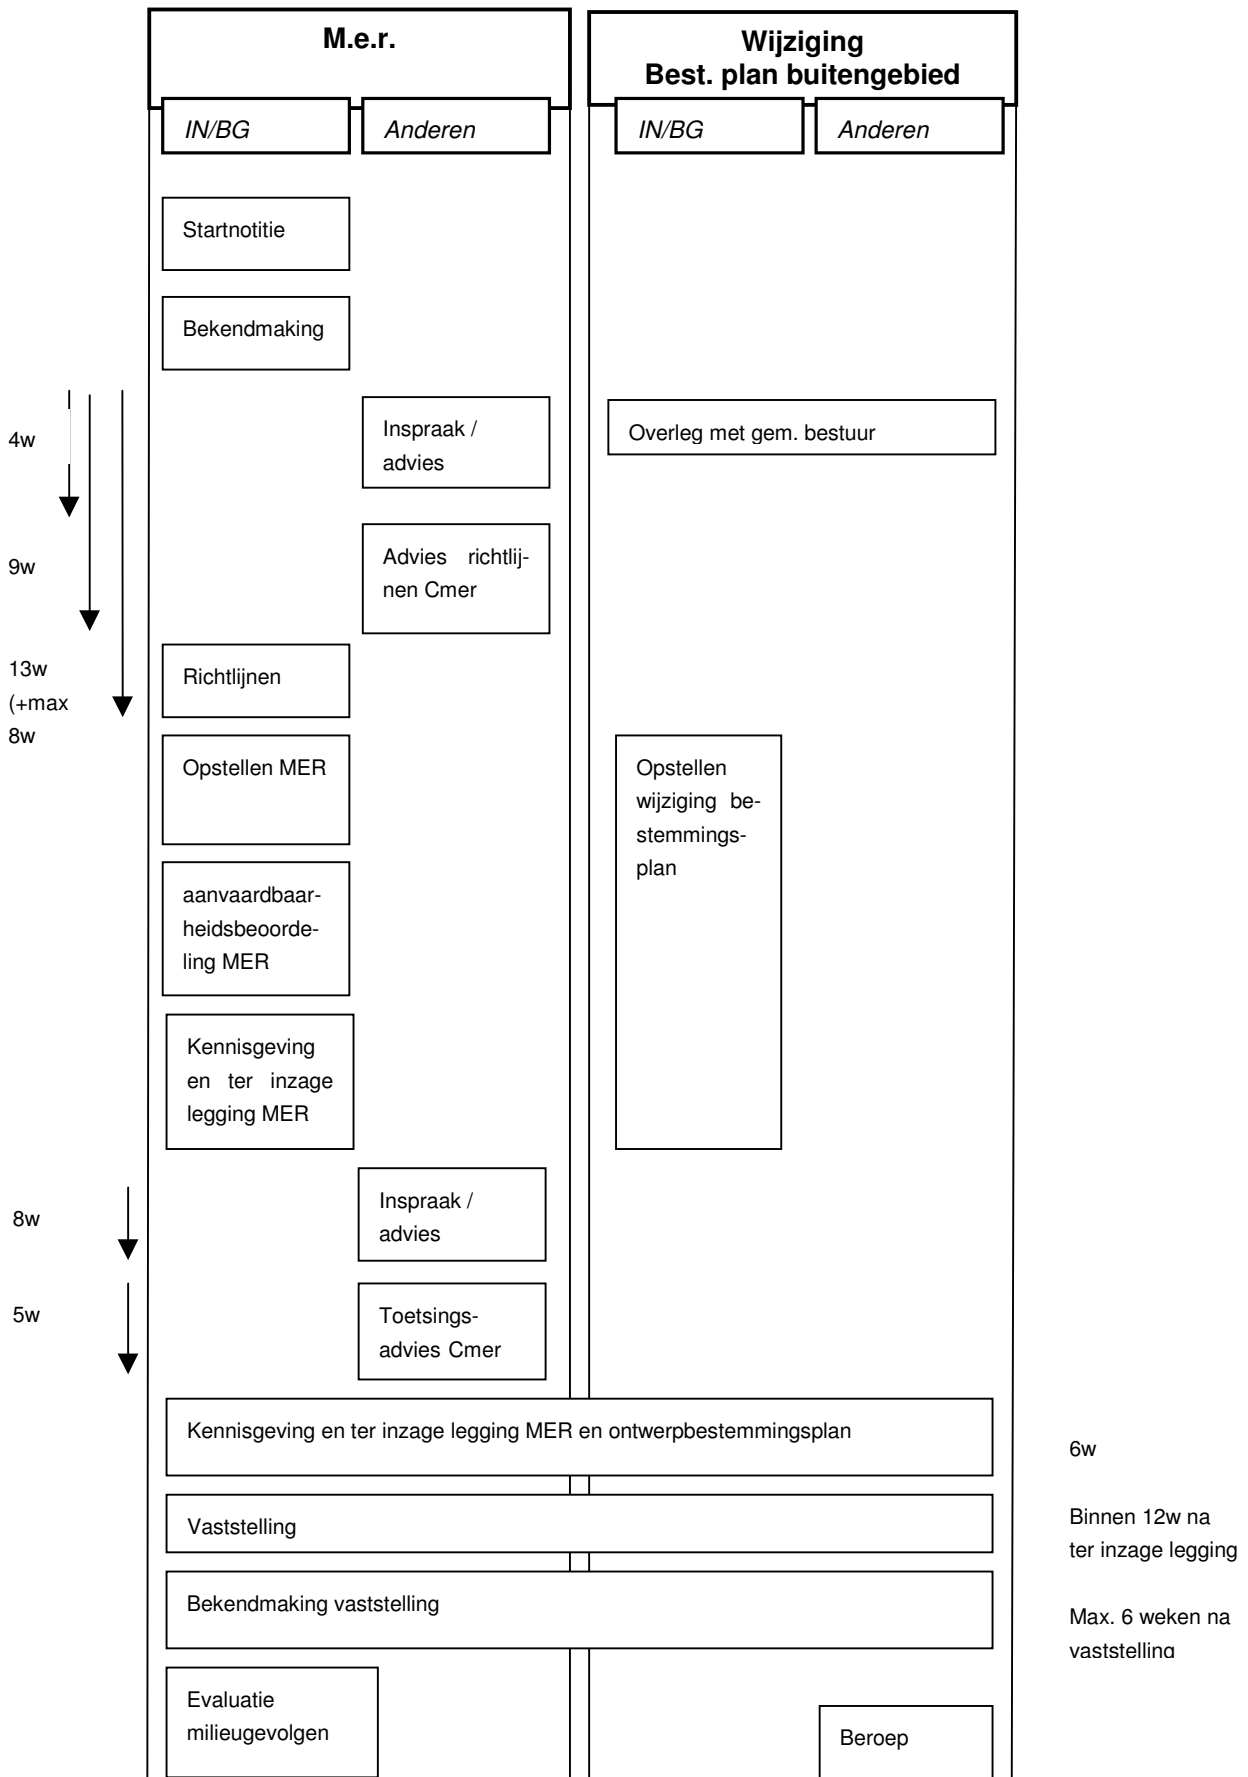 M.e.r.
Wijziging
Best. plan buitengebied
IN/BG
Anderen
IN/BG
Anderen
Startnotitie
Bekendmaking
4w
Inspraak /
advies
Overleg met gem. bestuur
9w
Advies richtlij-
nen Cmer
13w
(+max
8w
Richtlijnen
Opstellen MER
Opstellen
wijziging be-
stemmings-
plan
aanvaardbaar-
heidsbeoorde-
ling MER
Kennisgeving
en ter inzage
legging MER
8w
Inspraak /
advies
5w
Toetsings-
advies Cmer
Kennisgeving en ter inzage legging MER en ontwerpbestemmingsplan
6w
Vaststelling
Binnen 12w na
ter inzage legging
Bekendmaking vaststelling
Max. 6 weken na
vaststelling
Evaluatie
milieugevolgen
Beroep